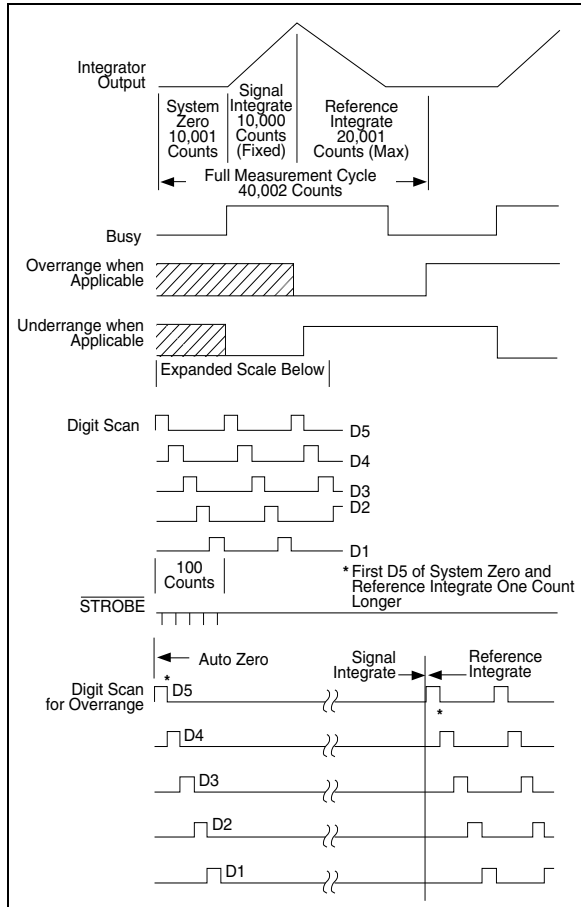 Integrator
Output
System
Zero
10,001
Counts
Signal
Integrate
10,000
Counts
(Fixed)
Reference
Integrate
20,001
Counts (Max)
Full Measurement Cycle
40,002 Counts
Busy
Overrange when
Applicable
Underrange when
Applicable
Expanded Scale Below
Digit Scan
D5
D4
D3
D2
D1
100
Counts
* First D5 of System Zero and
Reference Integrate One Count
Longer
STROBE
Auto Zero
Signal
Integrate
Reference
Integrate
Digit Scan
for Overrange
* D5
*
D4
D3
D2
D1